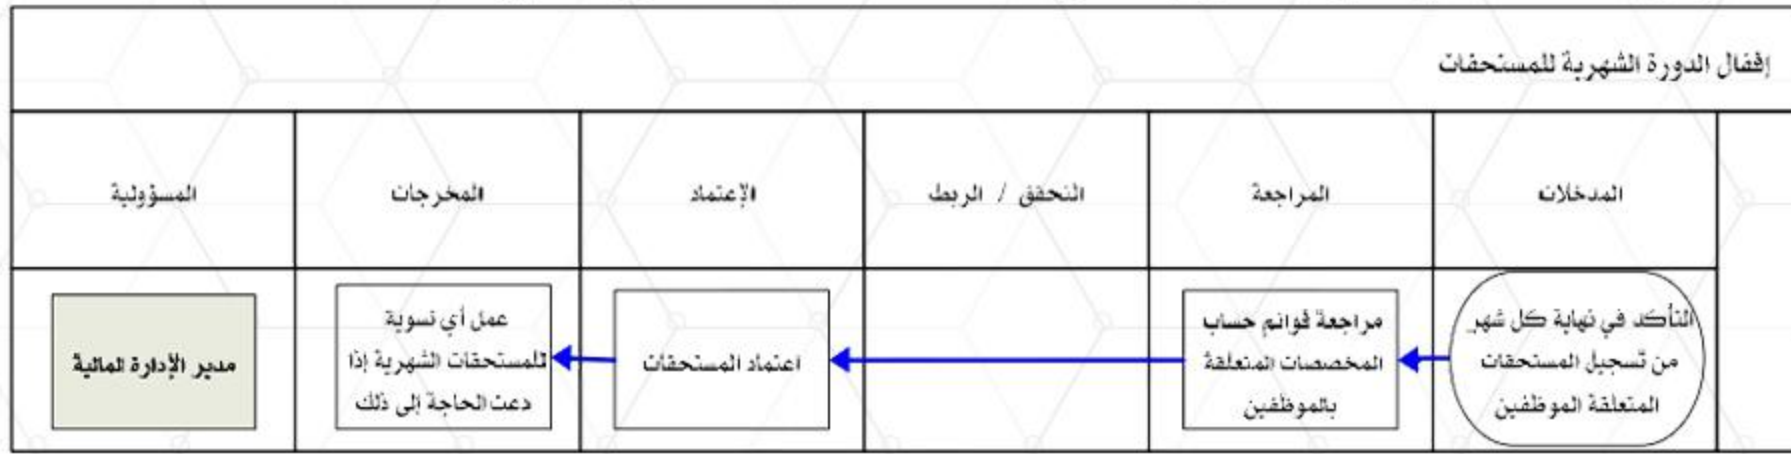 إقفال الدورة الشهرية للمستحقات
المدخلات
المراجعة
التحقق / الربط
الإعتماد
المخرجات
المسؤولية
التأكد في نهاية كل شهر
من تسجيل المستحقات
المتعلقة الموظفين
مراجعة قوائم حساب
المخصصات المتعلقة
بالموظفين
اعتماد المستحقات
عمل أي تسوية
للمستحقات الشهرية إذا
دعت الحاجة إلى ذلك
مدير الإدارة المالية